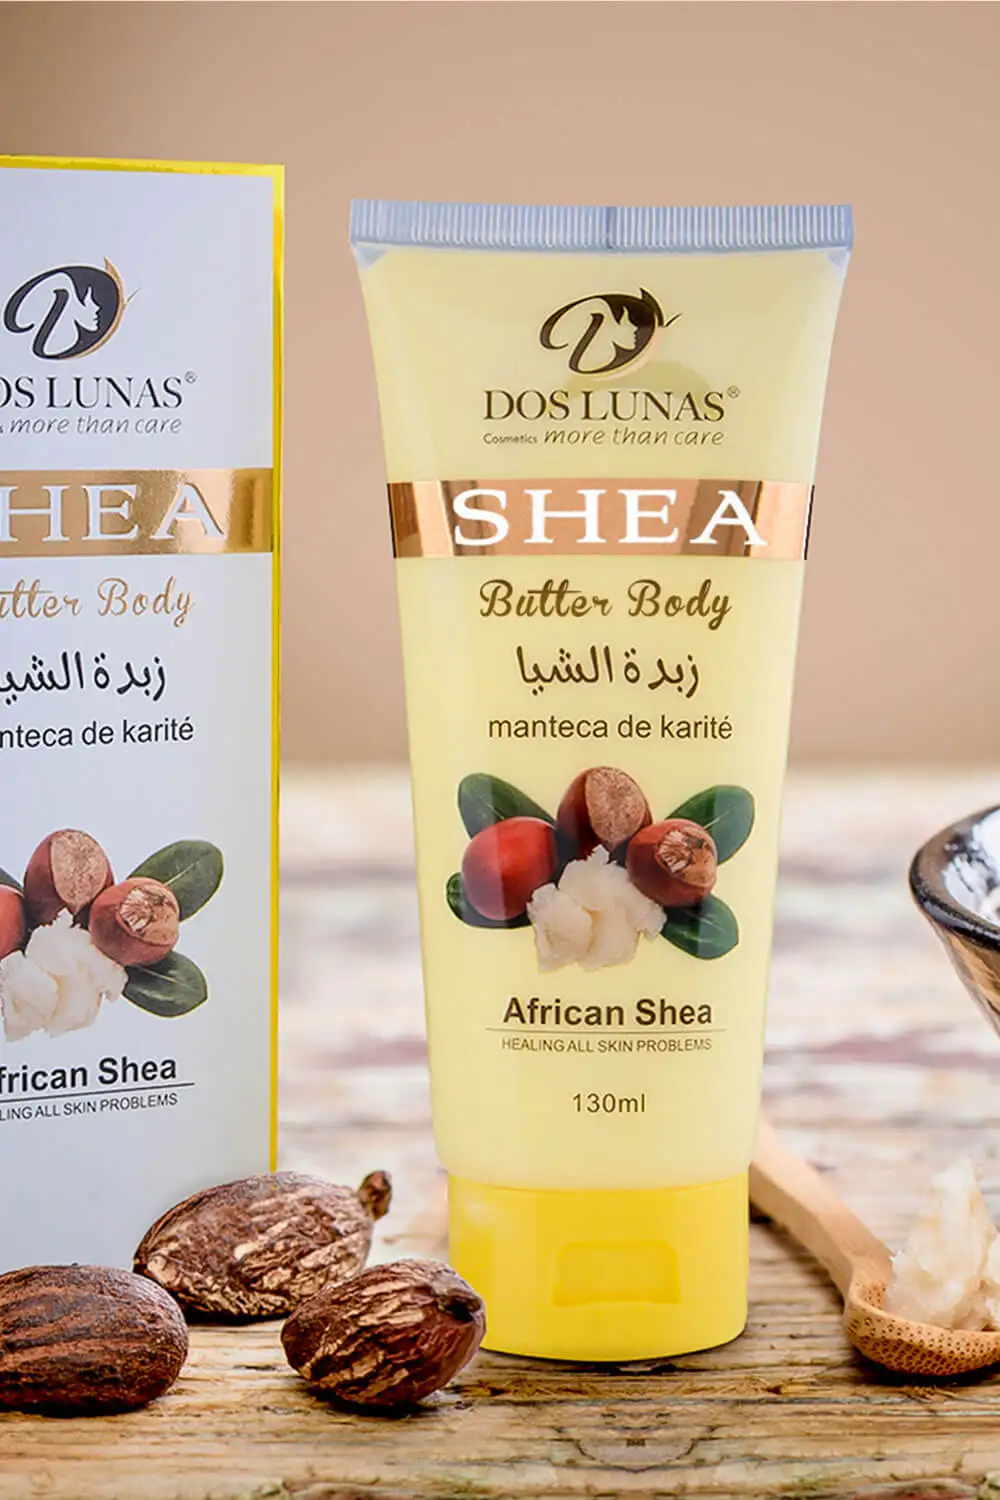 OS LUNAS®
more than care
HEA
utter Body
زبدة الشيا
nteca de karité
frican Shea
LING ALL SKIN PROBLEMS
DOS LUNAS®
Cosmetics more than care
SHEA
Butter Body
زبدة الشيا
manteca de karité
African Shea
HEALING ALL SKIN PROBLEMS
130ml